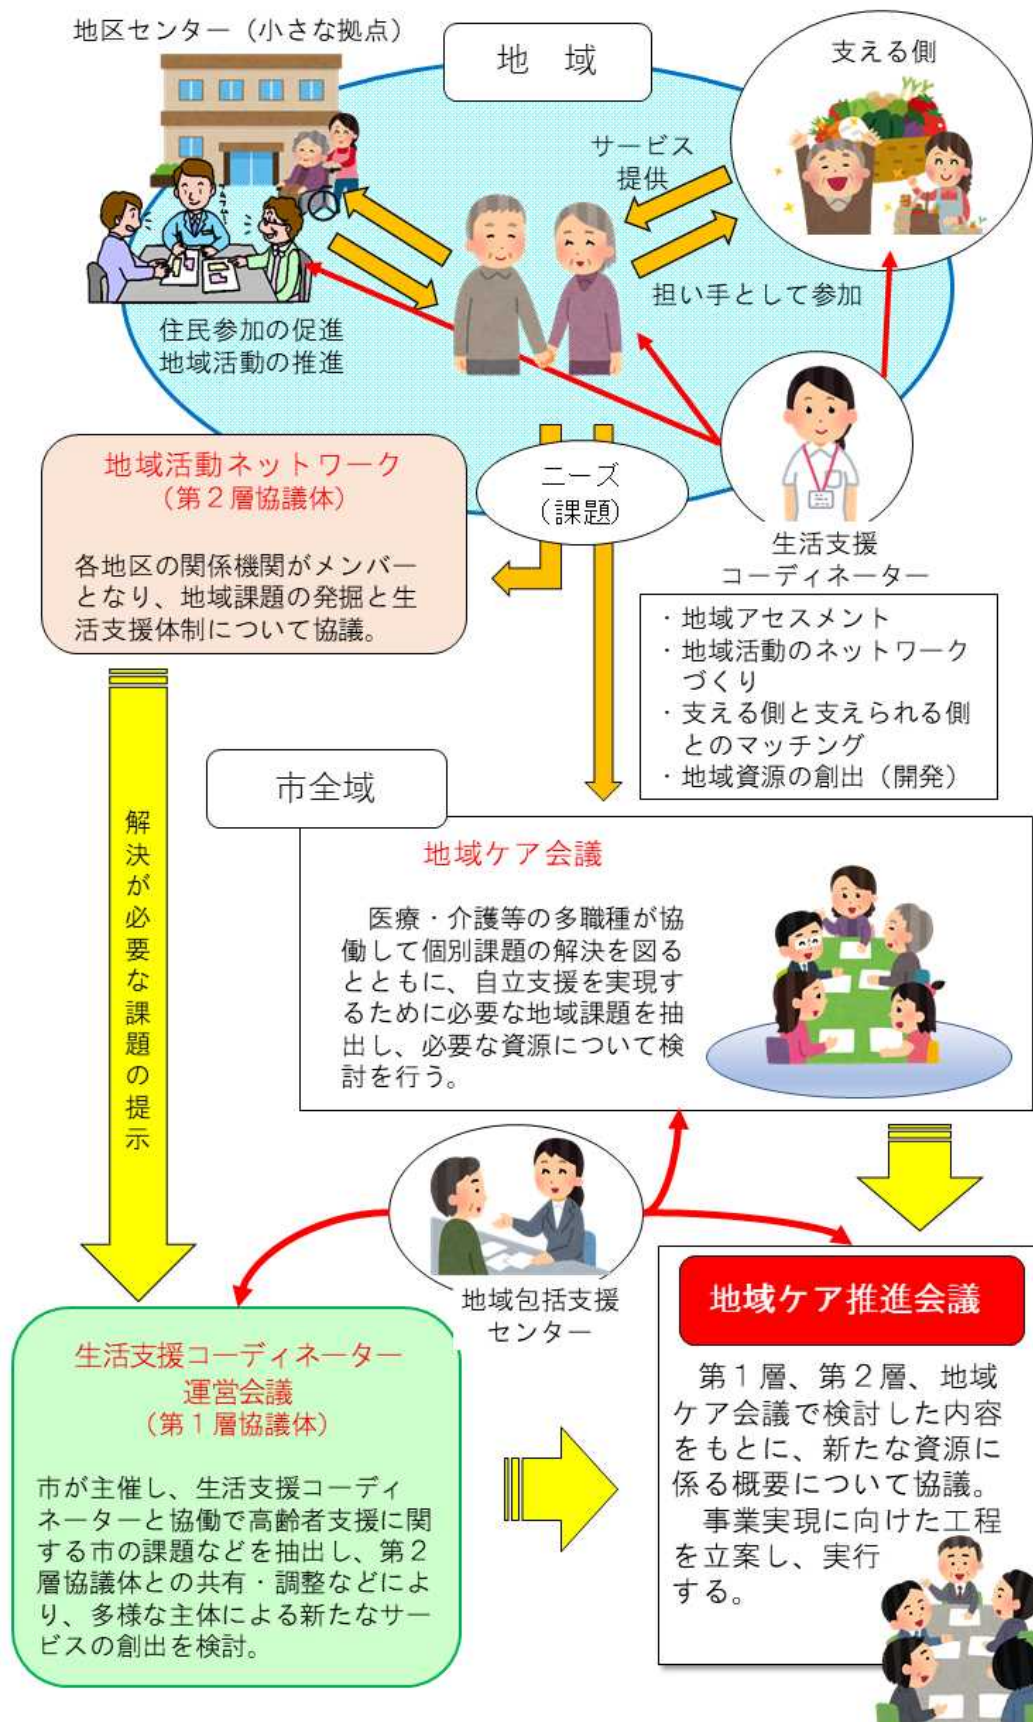 地区センター（小さな拠点）
地　域
支える側
サービス
提供
担い手として参加
住民参加の促進
地域活動の推進
地域活動ネットワーク
（第２層協議体）
各地区の関係機関がメンバー
となり、地域課題の発掘と生
活支援体制について協議。
ニーズ
（課題）
生活支援
コーディネーター
・地域アセスメント
・地域活動のネットワーク
づくり
・支える側と支えられる側
とのマッチング
・地域資源の創出（開発）
解決が必要な課題の提示
市全域
地域ケア会議
　医療・介護等の多職種が協
働して個別課題の解決を図る
とともに、自立支援を実現す
るために必要な地域課題を抽
出し、必要な資源について検
討を行う。
地域包括支援
センター
生活支援コーディネーター
運営会議
（第１層協議体）
市が主催し、生活支援コーディ
ネーターと協働で高齢者支援に関
する市の課題などを抽出し、第２
層協議体との共有・調整などによ
り、多様な主体による新たなサー
ビスの創出を検討。
地域ケア推進会議
　第１層、第２層、地域
ケア会議で検討した内容
をもとに、新たな資源に
係る概要について協議。
　事業実現に向けた工程
を立案し、実行
する。